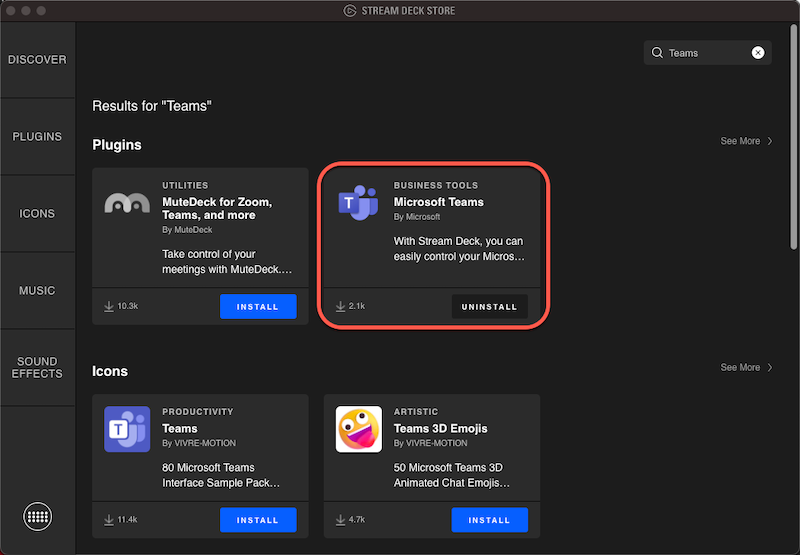 STREAM DECK STORE
DISCOVER
PLUGINS
ICONS
MUSIC
SOUND
EFFECTS
Teams
Results for "Teams"
Plugins
See More
UTILITIES
MuteDeck for Zoom,
Teams, and more
By MuteDeck
Take control of your
meetings with MuteDeck....
10.3k
INSTALL
T
BUSINESS TOOLS
Microsoft Teams
By Microsoft
With Stream Deck, you can
easily control your Micros...
2.1k
UNINSTALL
Icons
See More
T
PRODUCTIVITY
Teams
By VIVRE-MOTION
80 Microsoft Teams
Interface Sample Pack...
11.4k
INSTALL
ARTISTIC
Teams 3D Emojis
By VIVRE-MOTION
50 Microsoft Teams 3D
Animated Chat Emojis...
4.7k
INSTALL